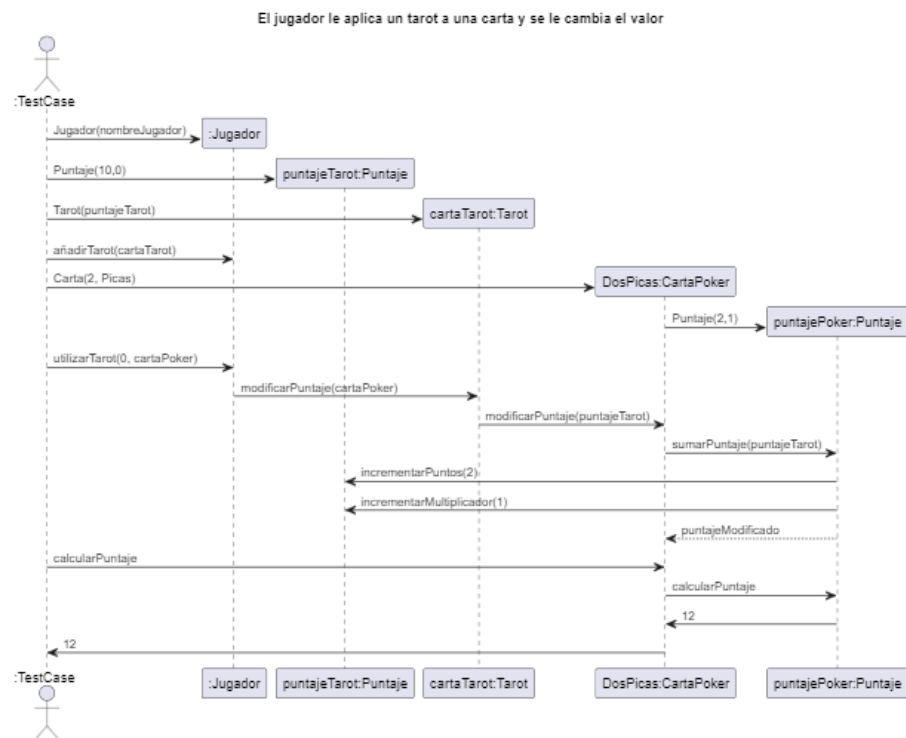 El jugador le aplica un tarot a una carta y se le cambia el valor
:TestCase
Jugador(nombreJugador)
:Jugador
Puntaje(10,0)
puntajeTarot:Puntaje
Tarot(puntajeTarot)
cartaTarot:Tarot
añadirTarot(cartaTarot)
Carta(2, Picas)
DosPicas:CartaPoker
Puntaje(2,1)
puntajePoker:Puntaje
utilizarTarot(0, cartaPoker)
modificarPuntaje(cartaPoker)
modificarPuntaje(puntajeTarot)
sumarPuntaje(puntajeTarot)
incrementarPuntos(2)
incrementarMultiplicador(1)
puntajeModificado
calcularPuntaje
calcularPuntaje
12
12
:TestCase
:Jugador
puntajeTarot:Puntaje
cartaTarot:Tarot
DosPicas:CartaPoker
puntajePoker:Puntaje